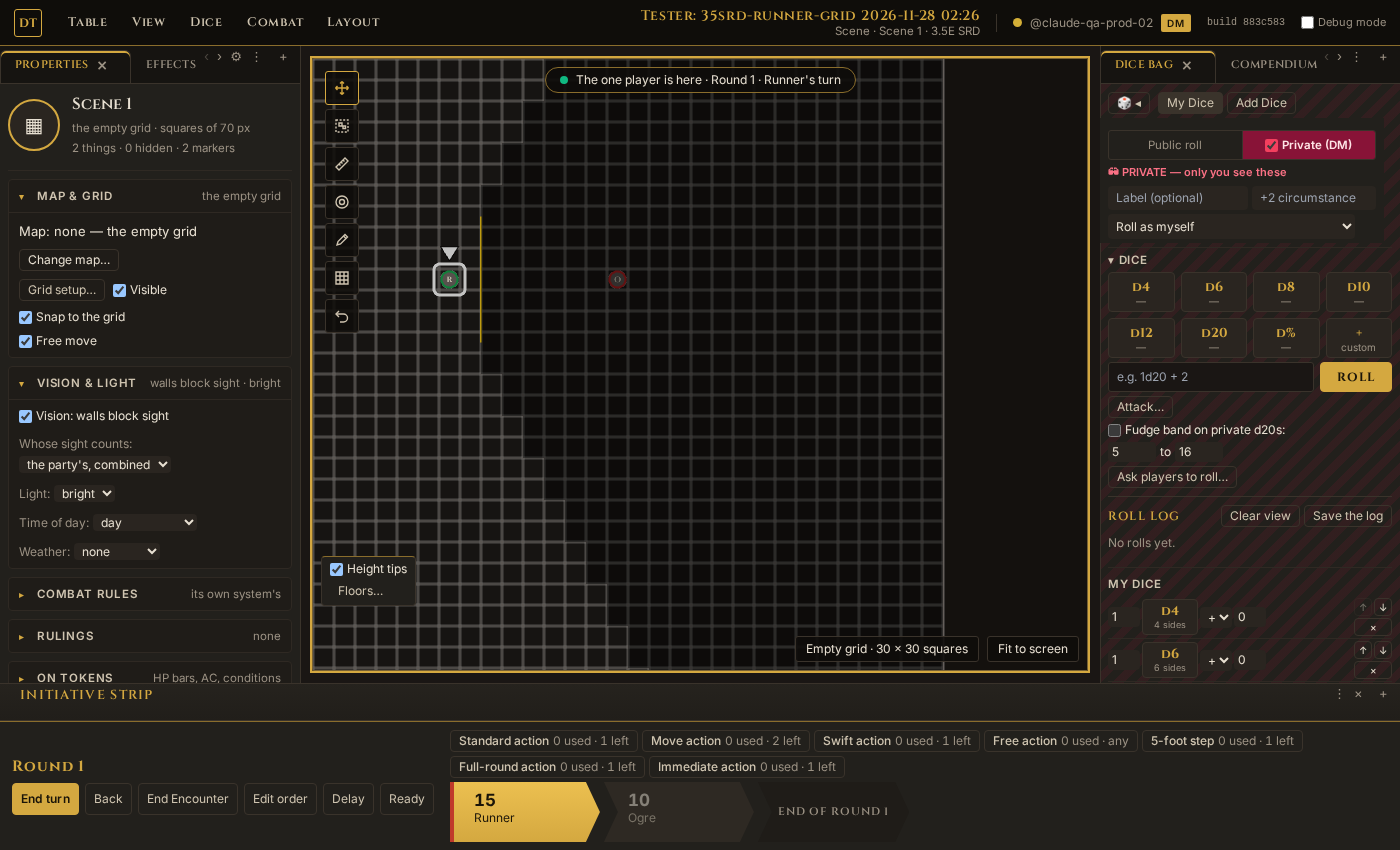 DT
TABLE VIEW DICE COMBAT LAYOUT
TESTER: 35SRD-RUNNER-GRID 2026-11-28 02:26
Scene · Scene 1 · 3.5E SRD
@claude-qa-prod-02 DM build 883c583 Debug mode
PROPERTIES × EFFECTS ‹ › ⚙ ⋮ +
SCENE 1
the empty grid · squares of 70 px
2 things · 0 hidden · 2 markers
▾ MAP & GRID the empty grid
Map: none — the empty grid
Change map...
Grid setup... Visible
Snap to the grid
Free move
▾ VISION & LIGHT walls block sight · bright
Vision: walls block sight
Whose sight counts:
the party's, combined
Light: bright
Time of day: day
Weather: none
▸ COMBAT RULES its own system's
▸ RULINGS none
▸ ON TOKENS HP bars, AC, conditions
The one player is here · Round 1 · Runner's turn
R
O
Height tips
Floors...
Empty grid · 30 × 30 squares Fit to screen
DICE BAG × COMPENDIUM ‹ › ⋮ +
My Dice Add Dice
Public roll Private (DM)
PRIVATE — only you see these
Label (optional) +2 circumstance
Roll as myself
▾ DICE
D4 — D6 — D8 — D10 —
D12 — D20 — D% — + custom
e.g. 1d20 + 2 ROLL
Attack...
Fudge band on private d20s:
5 to 16
Ask players to roll...
ROLL LOG Clear view Save the log
No rolls yet.
MY DICE
1 D4 4 sides + 0 ↑ ↓ ×
1 D6 6 sides + 0 ↑ ↓ ×
INITIATIVE STRIP ⋮ × +
ROUND 1
End turn Back End Encounter Edit order Delay Ready
Standard action 0 used · 1 left Move action 0 used · 2 left Swift action 0 used · 1 left Free action 0 used · any 5-foot step 0 used · 1 left
Full-round action 0 used · 1 left Immediate action 0 used · 1 left
15 Runner
10 Ogre
END OF ROUND 1